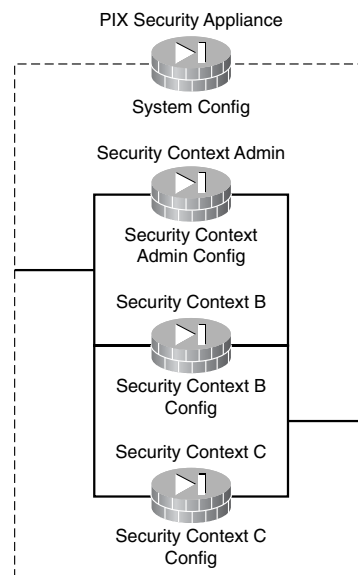 PIX Security Appliance
System Config
Security Context Admin
Security Context
Admin Config
Security Context B
Security Context B
Config
Security Context C
Security Context C
Config